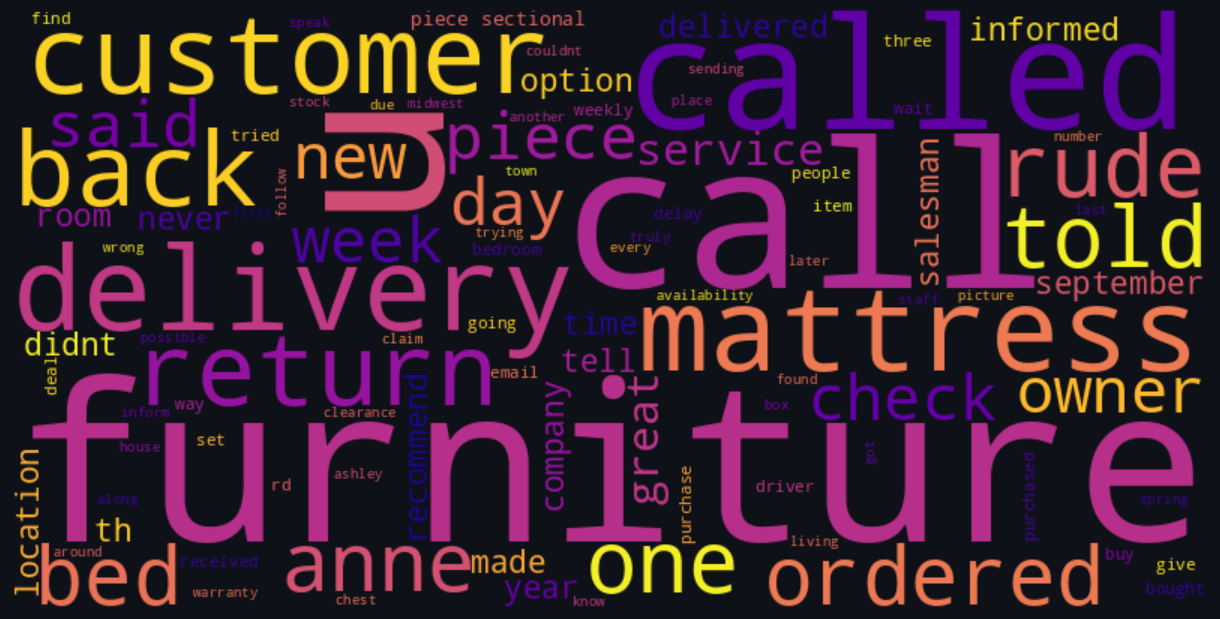 find
speak
piece sectional
customer
couldnt
option
delivered
called
three
informed
sending
place
wait
said
stock
due
midwest
another
weekly
back
tried
new
u
piece
service
call
salesman
number
rude
town
people
room
never
first
follow
day
item
delay
last
told
week
trying
bedroom
truly
every
later
wrong
delivery
september
going
time
availability
staff
picture
mattress
didnt
possible
claim
return
tell
deal
email
found
check
owner
furniture
inform
way
clearance
recommend
company
great
box
house
set
ashley
got
location
rd
purchase
driver
purchased
along
spring
th
around
bed
received
anne
made
one
living
ordered
buy
give
warranty
chest
year
know
bought